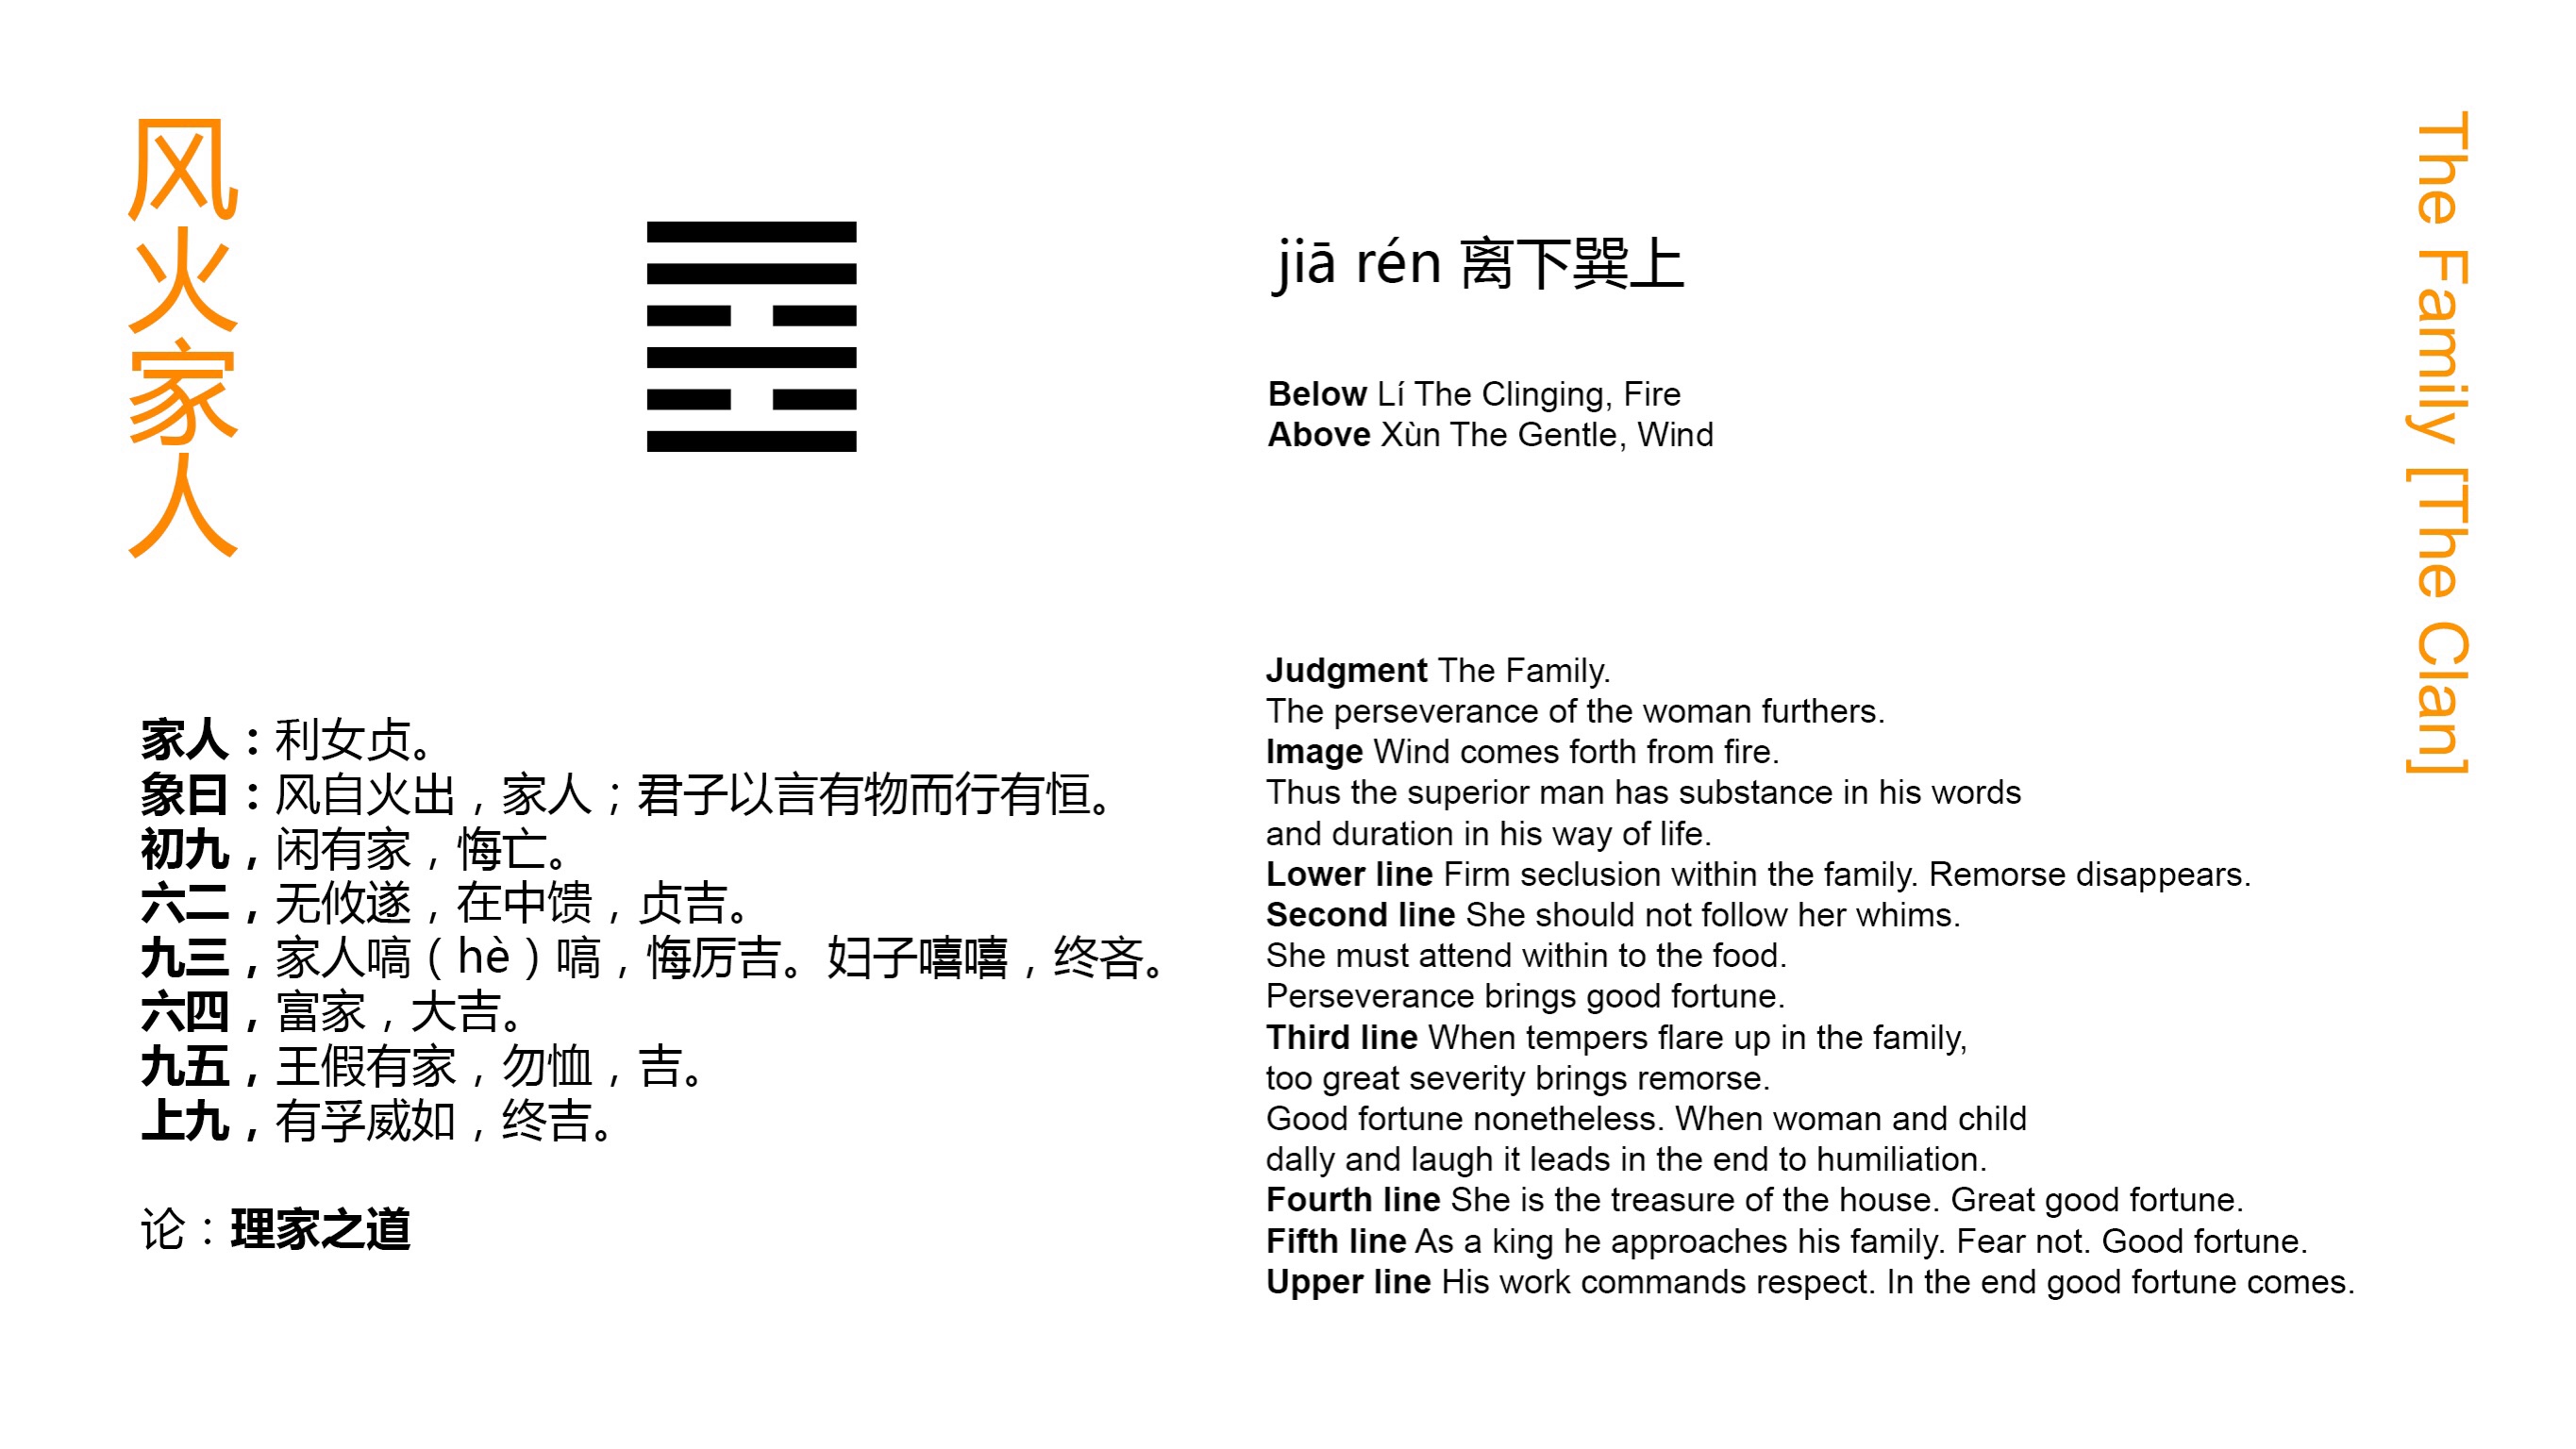 风火家人
jiā rén 离下巽上
Below Lí The Clinging, Fire
Above Xùn The Gentle, Wind
The Family [The Clan]
家人：利女贞。
象曰：风自火出，家人；君子以言有物而行有恒。
初九，闲有家，悔亡。
六二，无攸遂，在中馈，贞吉。
九三，家人嗃（hè）嗃，悔厉吉。妇子嘻嘻，终吝。
六四，富家，大吉。
九五，王假有家，勿恤，吉。
上九，有孚威如，终吉。
论：理家之道
Judgment The Family.
The perseverance of the woman furthers.
Image Wind comes forth from fire.
Thus the superior man has substance in his words
and duration in his way of life.
Lower line Firm seclusion within the family. Remorse disappears.
Second line She should not follow her whims.
She must attend within to the food.
Perseverance brings good fortune.
Third line When tempers flare up in the family,
too great severity brings remorse.
Good fortune nonetheless. When woman and child
dally and laugh it leads in the end to humiliation.
Fourth line She is the treasure of the house. Great good fortune.
Fifth line As a king he approaches his family. Fear not. Good fortune.
Upper line His work commands respect. In the end good fortune comes.